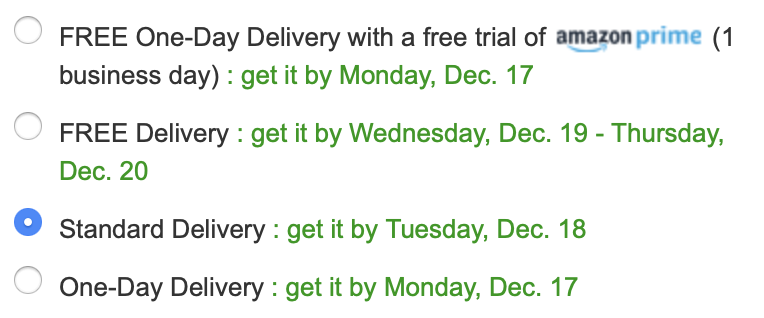 FREE One-Day Delivery with a free trial of amazon prime (1
business day) : get it by Monday, Dec. 17
FREE Delivery : get it by Wednesday, Dec. 19 - Thursday,
Dec. 20
Standard Delivery : get it by Tuesday, Dec. 18
One-Day Delivery : get it by Monday, Dec. 17